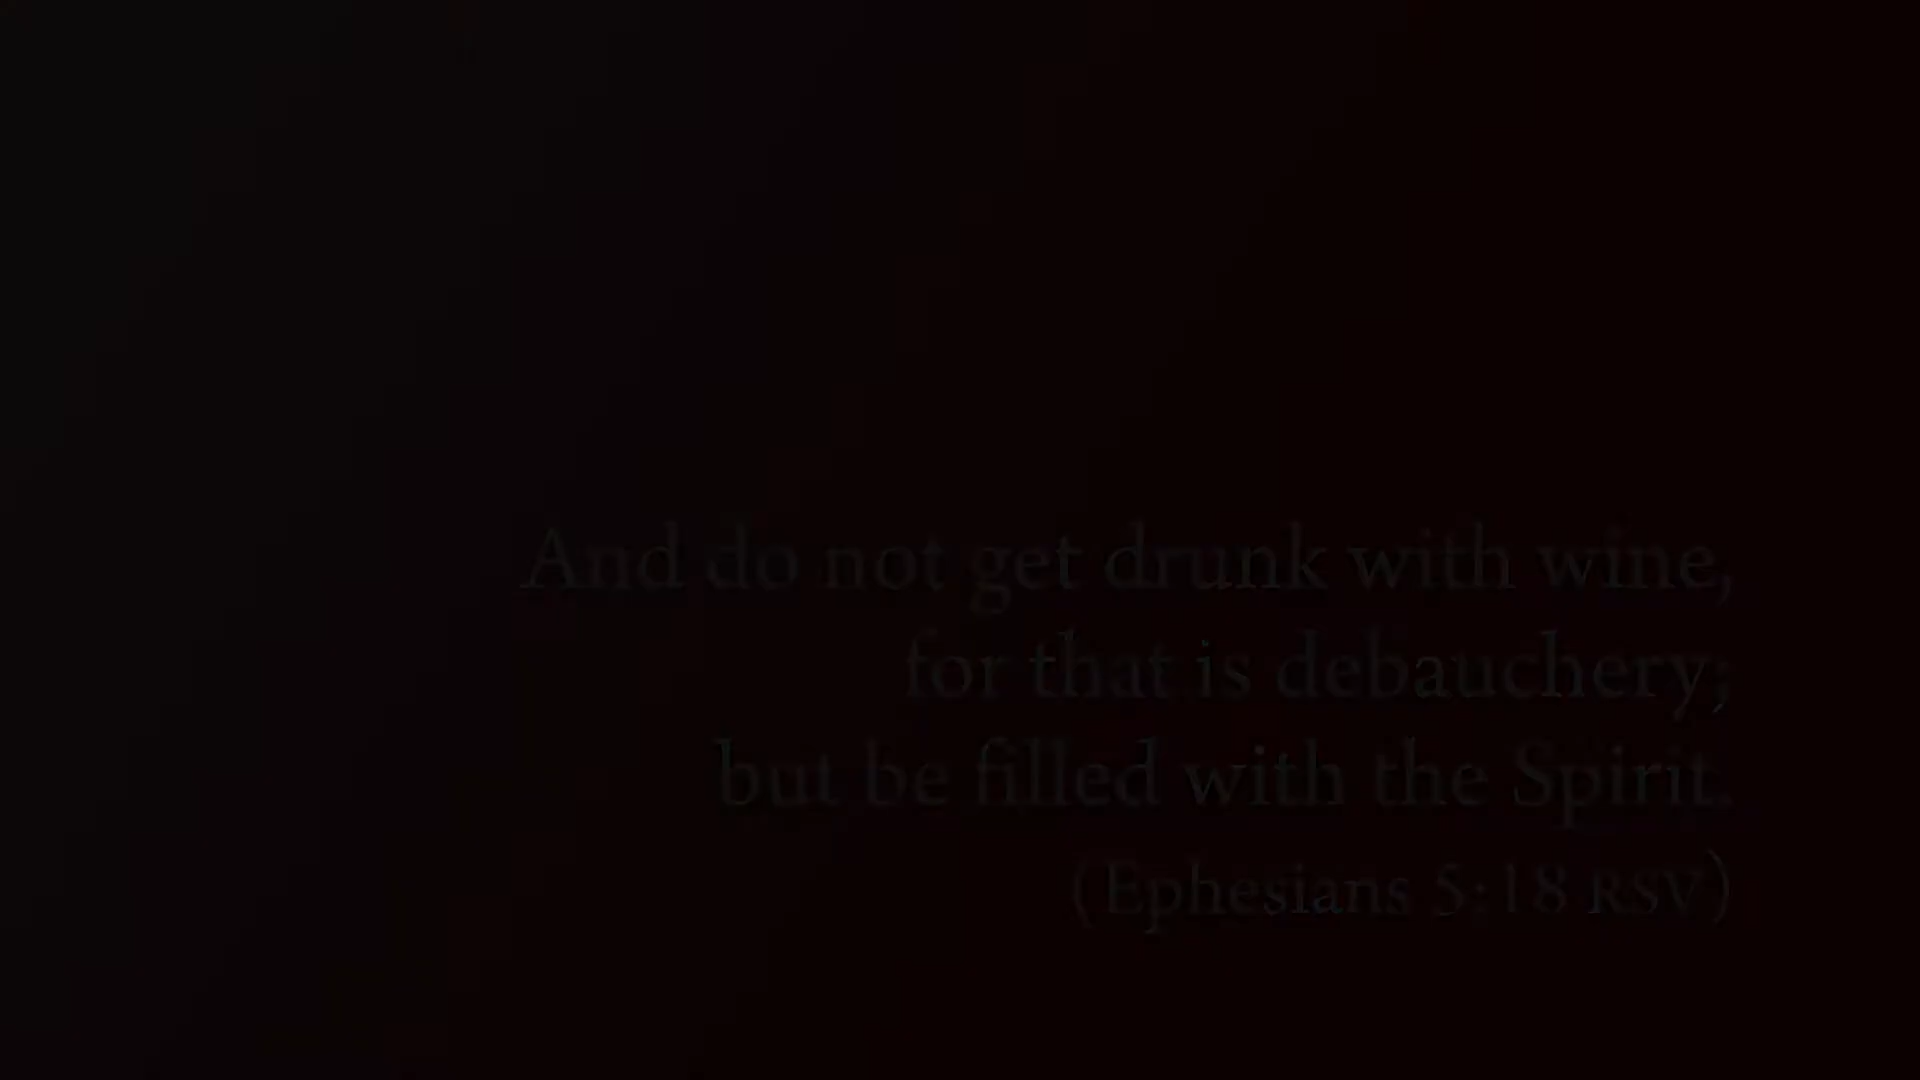 And do not get drunk with wine,
for that is debauchery;
but be filled with the Spirit.
(Ephesians 5:18 RSV)